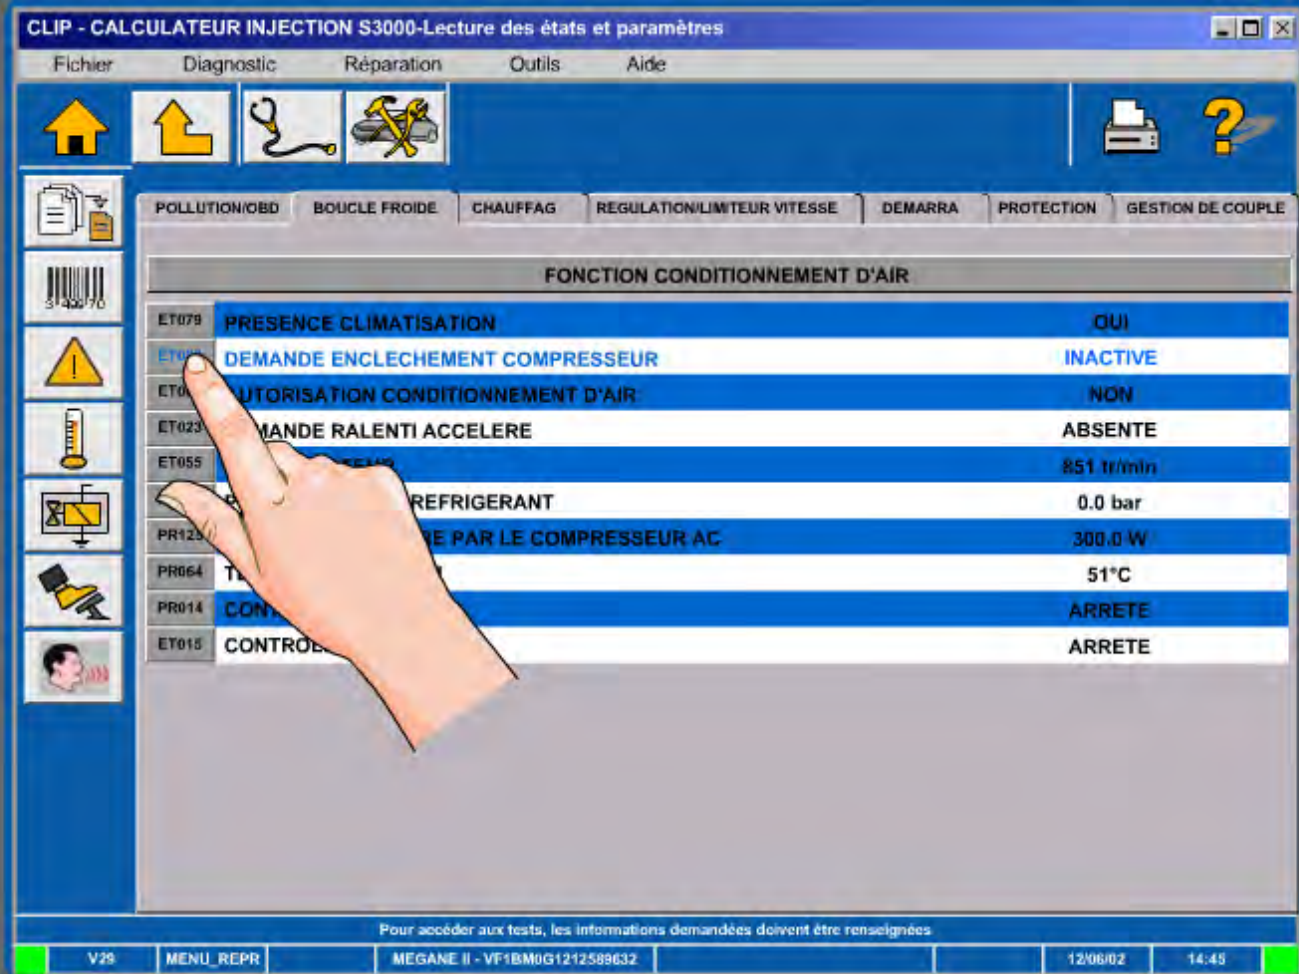 CLIP - CALCULATEUR INJECTION S3000-Lecture des états et paramètres
Fichier Diagnostic Réparation Outils Aide
POLLUTION/OBD BOUCLE FROIDE CHAUFFAG REGULATION/LIMITEUR VITESSE DEMARRA PROTECTION GESTION DE COUPLE
FONCTION CONDITIONNEMENT D'AIR
ET079 PRESENCE CLIMATISATION OUI
DEMANDE ENCLECHEMENT COMPRESSEUR INACTIVE
CONDITIONNEMENT D'AIR NON
ET023 RALENTI ACCELERE ABSENTE
ET055 851 tr/min
REFRIGERANT 0.0 bar
PR125 PAR LE COMPRESSEUR AC 300.0 W
PR064 51°C
PR014 ARRETE
ET015 ARRETE
Pour accéder aux tests, les informations demandées doivent être renseignées
V29 MENU_REPR MEGANE II - VF1BM0G1212589632 12/06/02 14:45